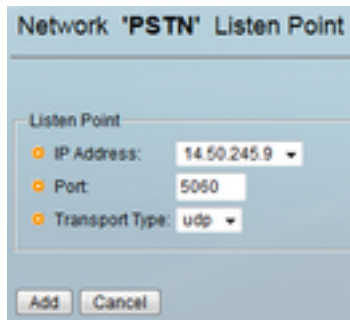 Network 'PSTN' Listen Point
Listen Point
IP Address: 14.50.245.9
Port: 5060
Transport Type: udp
Add Cancel